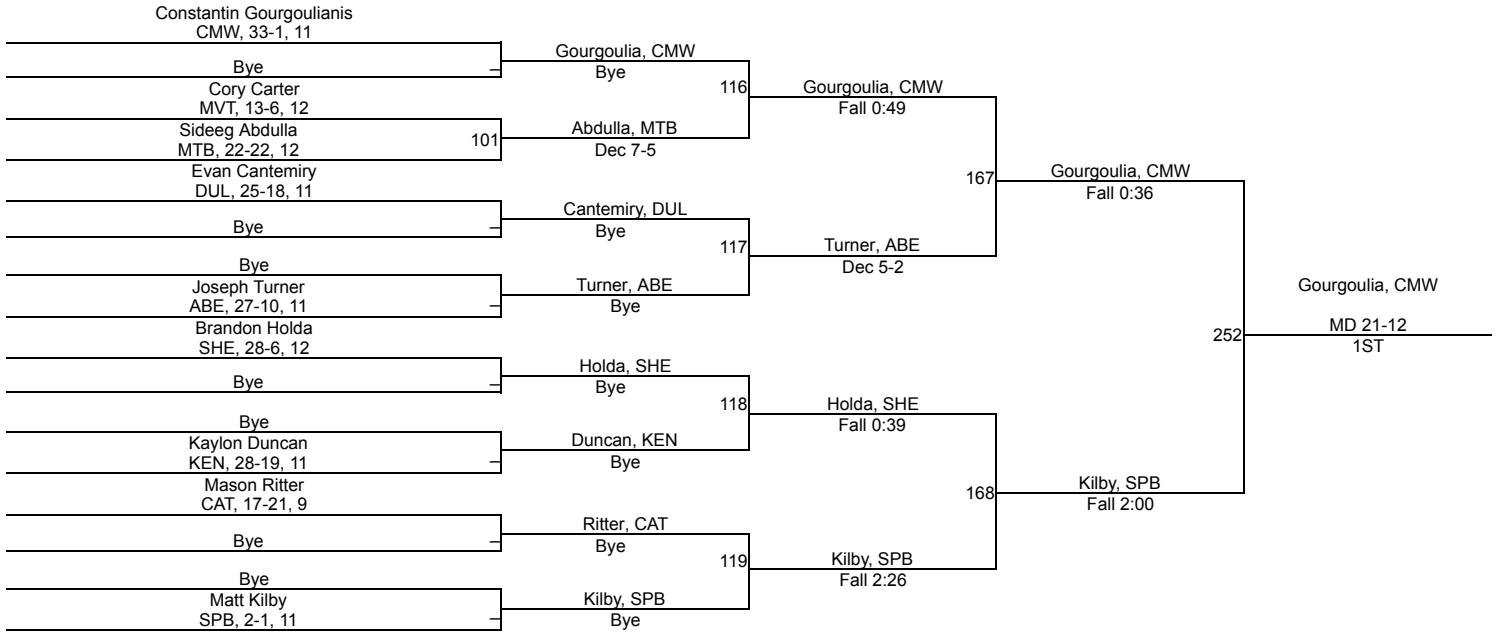 Constantin Gourgoulianis
CMW, 33-1, 11
Bye
–
Cory Carter
MVT, 13-6, 12
Sideeg Abdulla
MTB, 22-22, 12
101
Evan Cantemiry
DUL, 25-18, 11
Bye
–
Bye
Joseph Turner
ABE, 27-10, 11
–
Brandon Holda
SHE, 28-6, 12
Bye
–
Bye
Kaylon Duncan
KEN, 28-19, 11
–
Mason Ritter
CAT, 17-21, 9
Bye
–
Bye
Matt Kilby
SPB, 2-1, 11
–
Gourgoulia, CMW
Bye
116
Abdulla, MTB
Dec 7-5
Cantemiry, DUL
Bye
117
Turner, ABE
Bye
Holda, SHE
Bye
118
Duncan, KEN
Bye
Ritter, CAT
Bye
119
Kilby, SPB
Bye
Gourgoulia, CMW
Fall 0:49
167
Turner, ABE
Dec 5-2
Holda, SHE
Fall 0:39
168
Kilby, SPB
Fall 2:26
Gourgoulia, CMW
Fall 0:36
252
Kilby, SPB
Fall 2:00
Gourgoulia, CMW
MD 21-12
1ST